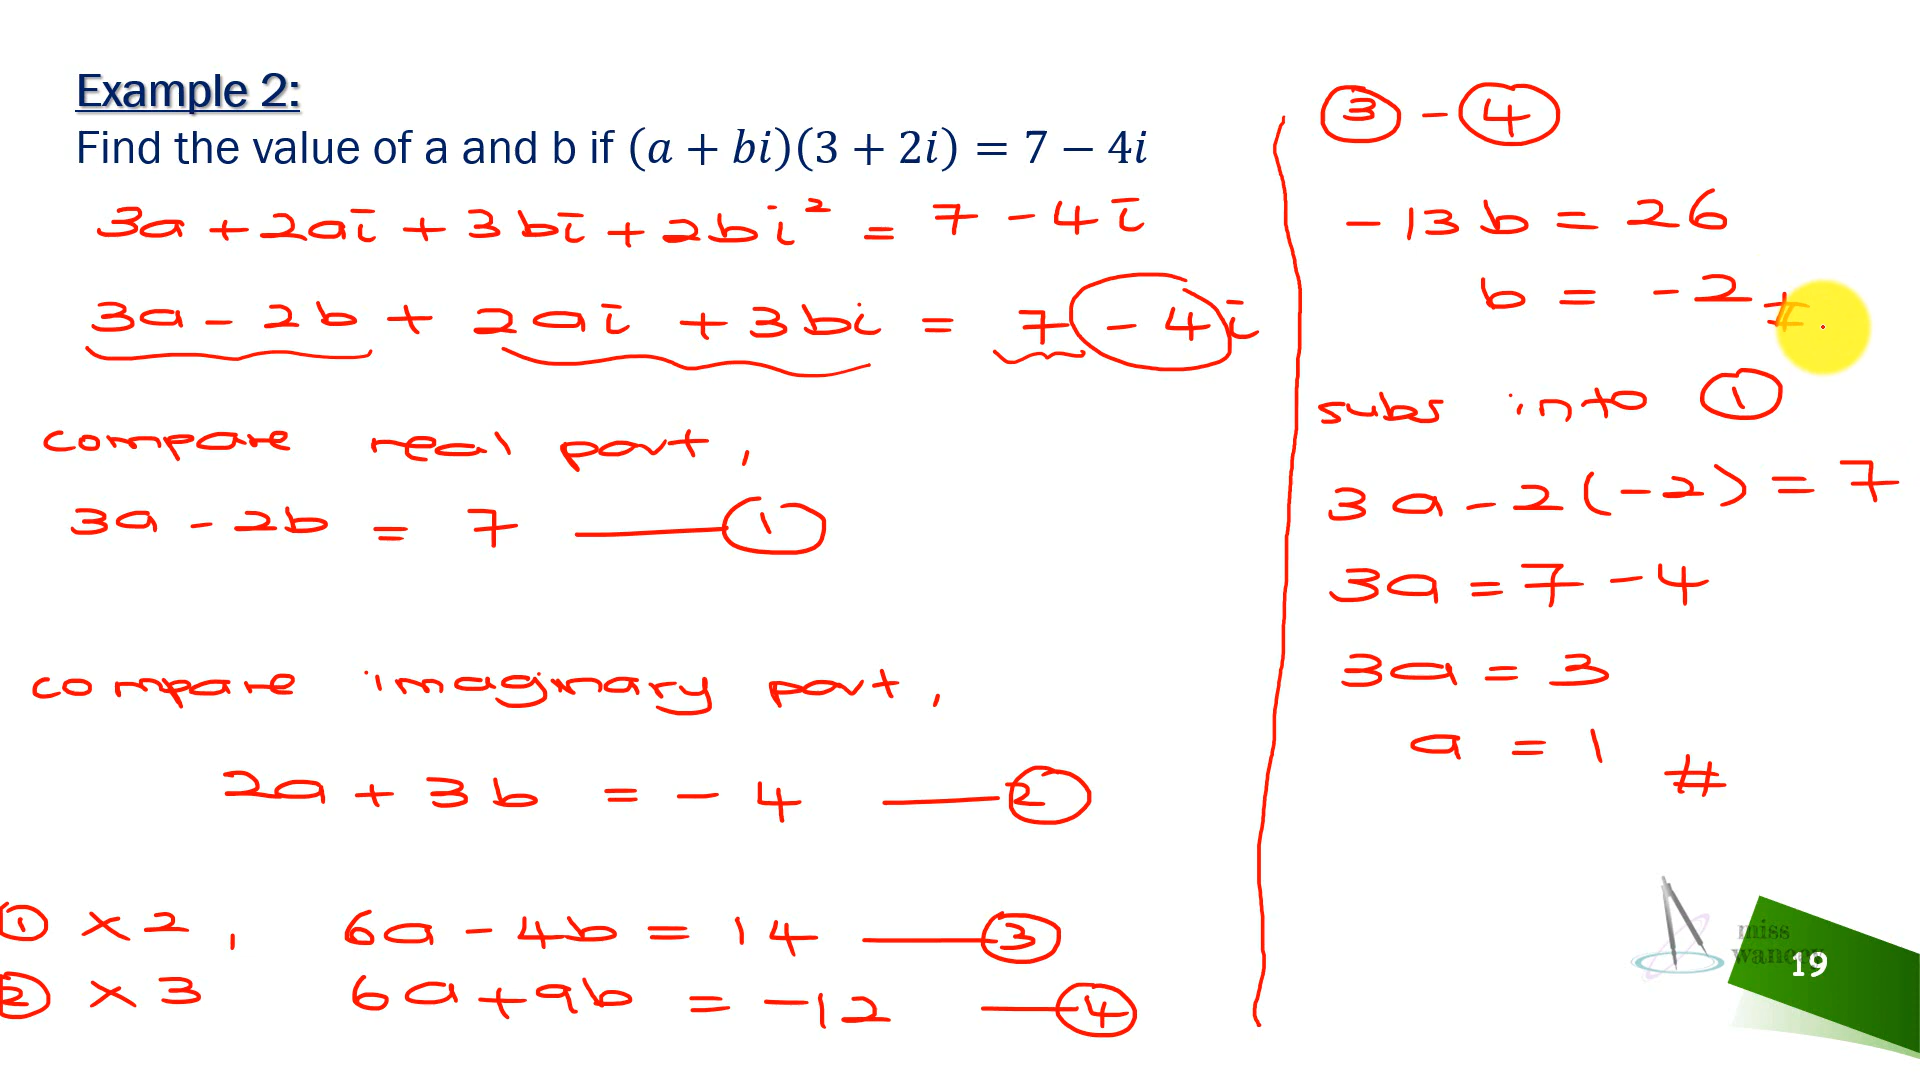 Example 2:
Find the value of a and b if (a + bi)(3 + 2i) = 7 − 4i
3a + 2ai + 3bi + 2bi² = 7 − 4i
3a − 2b + 2ai + 3bi = 7 − 4i
compare real part,
3a − 2b = 7 —— ①
compare imaginary part,
2a + 3b = − 4 —— ②
① × 2 , 6a − 4b = 14 —— ③
② × 3 6a + 9b = −12 —— ④
③ − ④
− 13b = 26
b = −2 #
subs into ①
3a − 2(−2) = 7
3a = 7 − 4
3a = 3
a = 1 #
miss
19